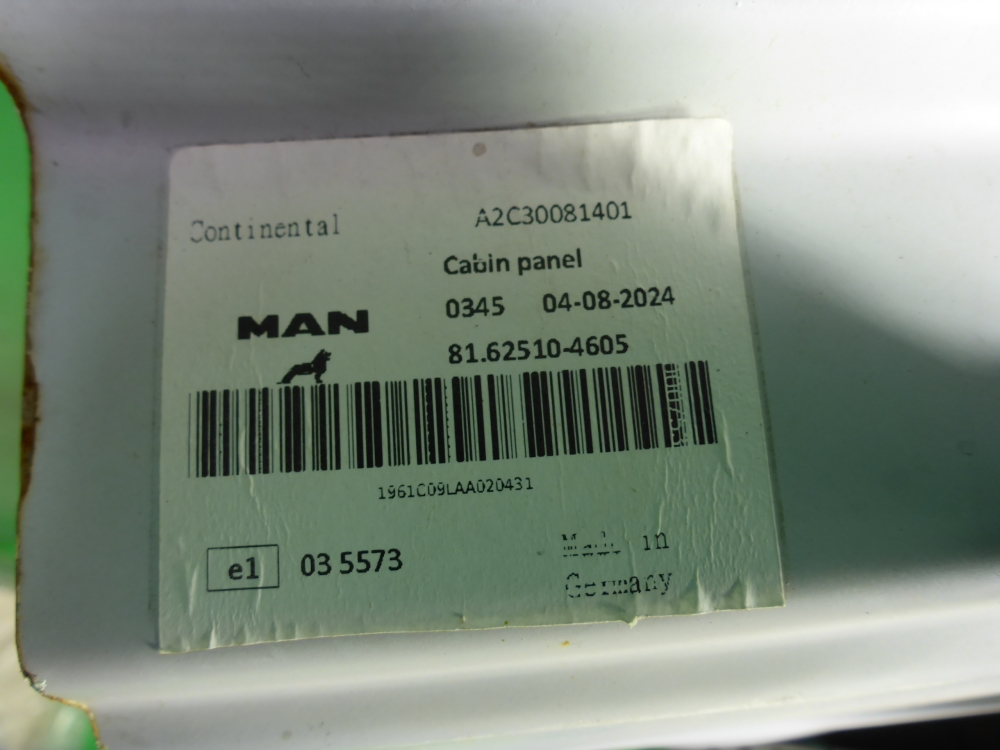 Continental
A2C30081401
Cabin panel
0345 04-08-2024
MAN
81.62510-4605
1961C09LAA020431
e1 03 5573
Made in
Germany